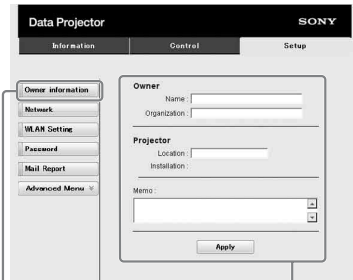 Data Projector
SONY
Information
Control
Setup
Owner information
Network
WLAN Setting
Password
Mail Report
Advanced Menu
Owner
Name :
Organization :
Projector
Location :
Installation :
Memo :
Apply